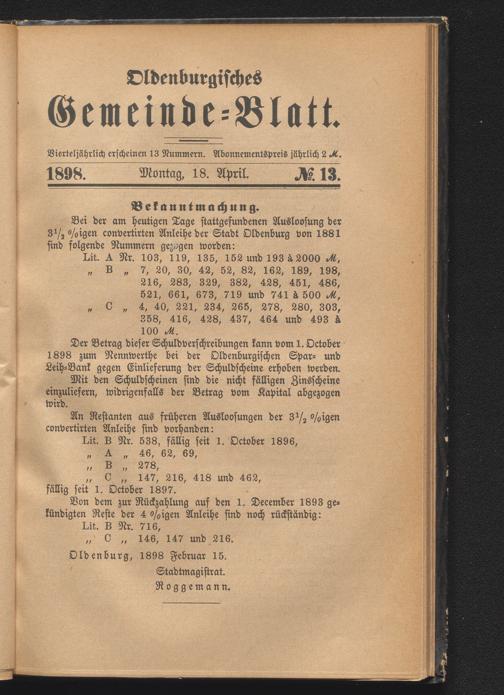 Oldenburgisches
Gemeinde=Blatt.
Vierteljährlich erscheinen 13 Nummern. Abonnementspreis jährlich 2 ℳ.
1898. Montag, 18. April. №. 13.
Bekanntmachung.
Bei der am heutigen Tage stattgefundenen Ausloosung der
3½ %igen convertirten Anleihe der Stadt Oldenburg von 1881
sind folgende Nummern gezogen worden:
Lit. A Nr. 103, 119, 135, 152 und 193 à 2000 ℳ,
„ B „ 7, 20, 30, 42, 52, 82, 162, 189, 198,
216, 283, 329, 382, 428, 451, 486,
521, 661, 673, 719 und 741 à 500 ℳ,
„ C „ 4, 40, 221, 234, 265, 278, 280, 303,
358, 416, 428, 437, 464 und 493 à
100 ℳ.
Der Betrag dieser Schuldverschreibungen kann vom 1. October
1898 zum Nennwerthe bei der Oldenburgischen Spar= und
Leih=Bank gegen Einlieferung der Schuldscheine erhoben werden.
Mit den Schuldscheinen sind die nicht fälligen Zinsscheine
einzuliefern, widrigenfalls der Betrag vom Kapital abgezogen
wird.
An Restanten aus früheren Ausloosungen der 3½ %igen
convertirten Anleihe sind vorhanden:
Lit. B Nr. 538, fällig seit 1. October 1896,
„ A „ 46, 62, 69,
„ B „ 278,
„ C „ 147, 216, 418 und 462,
fällig seit 1. October 1897.
Von dem zur Rückzahlung auf den 1. December 1893 ge=
kündigten Reste der 4 %igen Anleihe sind noch rückständig:
Lit. B Nr. 716,
„ C „ 146, 147 und 216.
Oldenburg, 1898 Februar 15.
Stadtmagistrat.
Roggemann.